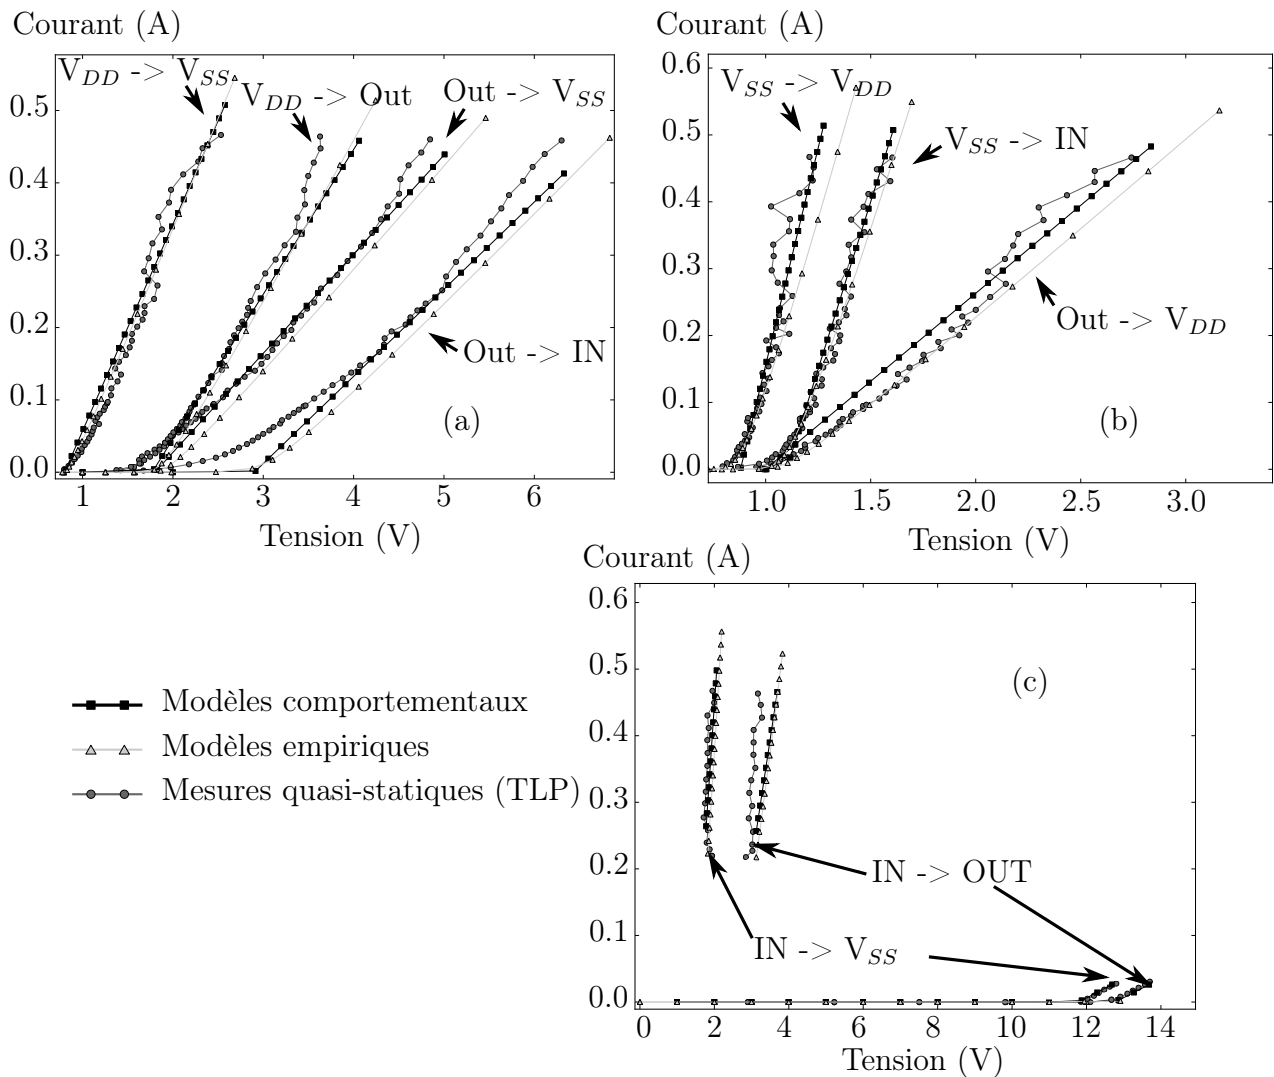 Courant (A)
V_DD -> V_SS
V_DD -> Out
Out -> V_SS
Out -> IN
(a)
0.5
0.4
0.3
0.2
0.1
0.0
1 2 3 4 5 6
Tension (V)
Courant (A)
V_SS -> V_DD
V_SS -> IN
Out -> V_DD
(b)
0.6
0.5
0.4
0.3
0.2
0.1
0.0
1.0 1.5 2.0 2.5 3.0
Tension (V)
Courant (A)
(c)
IN -> OUT
IN -> V_SS
0.6
0.5
0.4
0.3
0.2
0.1
0.0
0 2 4 6 8 10 12 14
Tension (V)
Modèles comportementaux
Modèles empiriques
Mesures quasi-statiques (TLP)